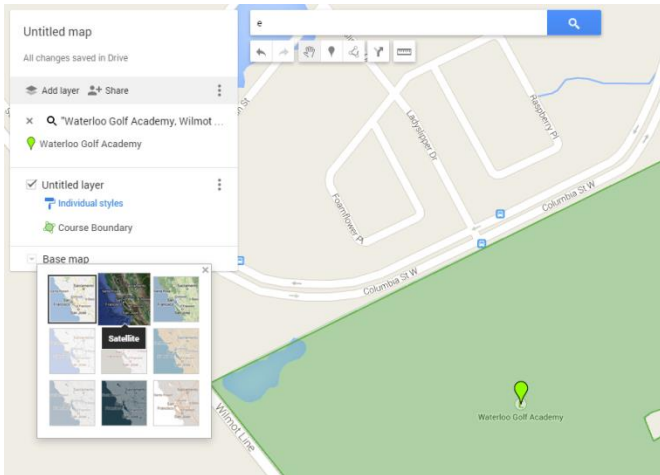 Untitled map
All changes saved in Drive
Add layer Share
"Waterloo Golf Academy, Wilmot ...
Waterloo Golf Academy
Untitled layer
Individual styles
Course Boundary
Base map
Satellite
e
Raspberry Pl
Ladyslipper Dr
Foamflower Pl
Columbia St W
Columbia St W
Wilmot Line
Waterloo Golf Academy